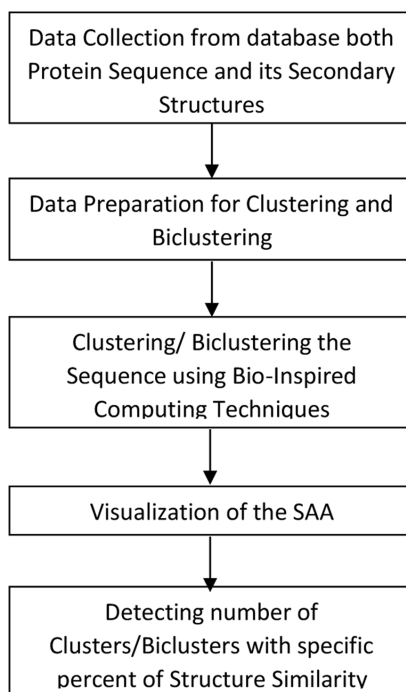 Data Collection from database both
Protein Sequence and its Secondary
Structures
Data Preparation for Clustering and
Biclustering
Clustering/ Biclustering the
Sequence using Bio-Inspired
Computing Techniques
Visualization of the SAA
Detecting number of
Clusters/Biclusters with specific
percent of Structure Similarity